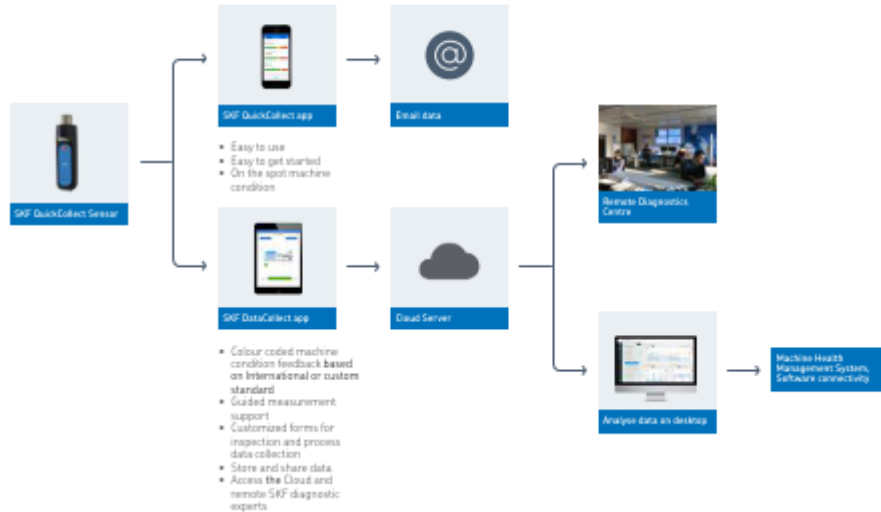 SKF QuickCollect Sensor
SKF QuickCollect app
Email data
Easy to use
Easy to get started
On the spot machine
condition
SKF DataCollect app
Cloud Server
Colour coded machine
condition feedback based
on International or custom
standard
Guided measurement
support
Customized forms for
inspection and process
data collection
Store and share data
Access the Cloud and
remote SKF diagnostic
experts
Remote Diagnostics
Centre
Analyse data on desktop
Machine Health
Management System,
Software connectivity